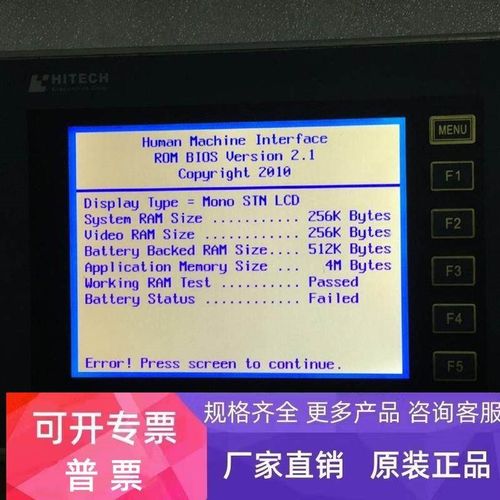 HITECH
Human Machine Interface
ROM BIOS Version 2.1
Copyright 2010
Display Type = Mono STN LCD
System RAM Size ........... 256K Bytes
Video RAM Size ............ 256K Bytes
Battery Backed RAM Size.... 512K Bytes
Application Memory Size ... 4M Bytes
Working RAM Test .......... Passed
Battery Status ............ Failed
Error! Press screen to continue.
MENU
F1
F2
F3
F4
F5
可开专票
普票
规格齐全 更多产品 咨询客服
厂家直销 原装正品